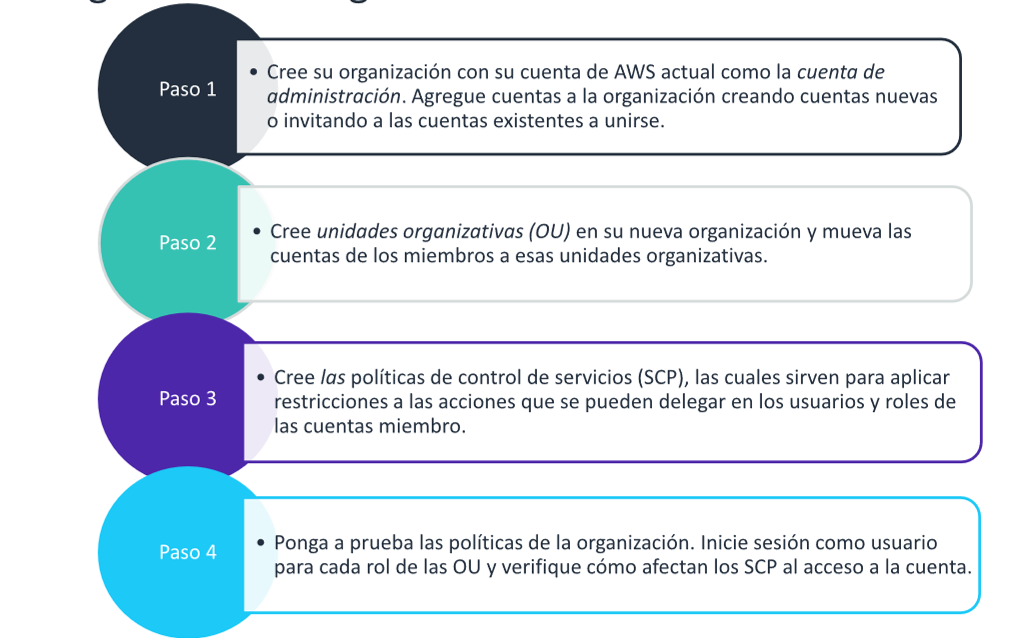 Paso 1
• Cree su organización con su cuenta de AWS actual como la cuenta de
administración. Agregue cuentas a la organización creando cuentas nuevas
o invitando a las cuentas existentes a unirse.
Paso 2
• Cree unidades organizativas (OU) en su nueva organización y mueva las
cuentas de los miembros a esas unidades organizativas.
Paso 3
• Cree las políticas de control de servicios (SCP), las cuales sirven para aplicar
restricciones a las acciones que se pueden delegar en los usuarios y roles de
las cuentas miembro.
Paso 4
• Ponga a prueba las políticas de la organización. Inicie sesión como usuario
para cada rol de las OU y verifique cómo afectan los SCP al acceso a la cuenta.